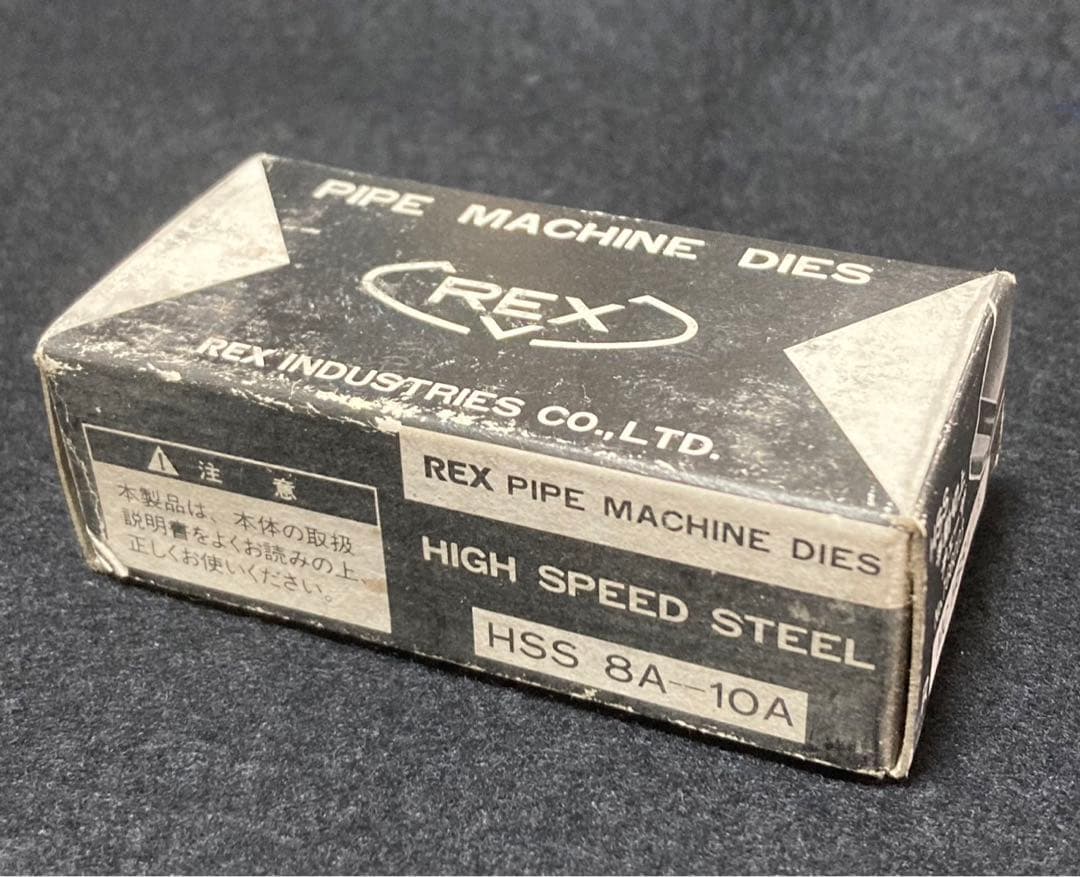 PIPE MACHINE DIES
REX
REX INDUSTRIES CO.,LTD.
注意
本製品は、本体の取扱
説明書をよくお読みの上、
正しくお使いください。
REX PIPE MACHINE DIES
HIGH SPEED STEEL
HSS 8A—10A